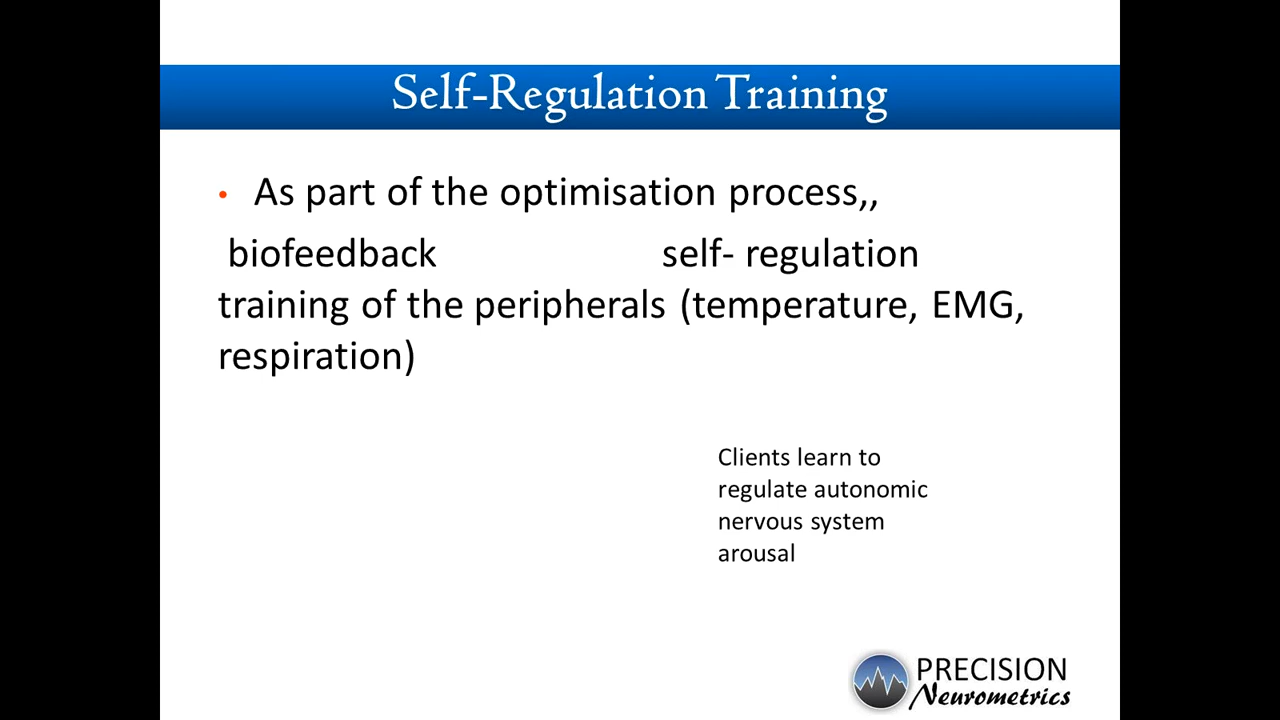 Self-Regulation Training
• As part of the optimisation process,,
biofeedback self- regulation
training of the peripherals (temperature, EMG,
respiration)
Clients learn to
regulate autonomic
nervous system
arousal
PRECISION
Neurometrics